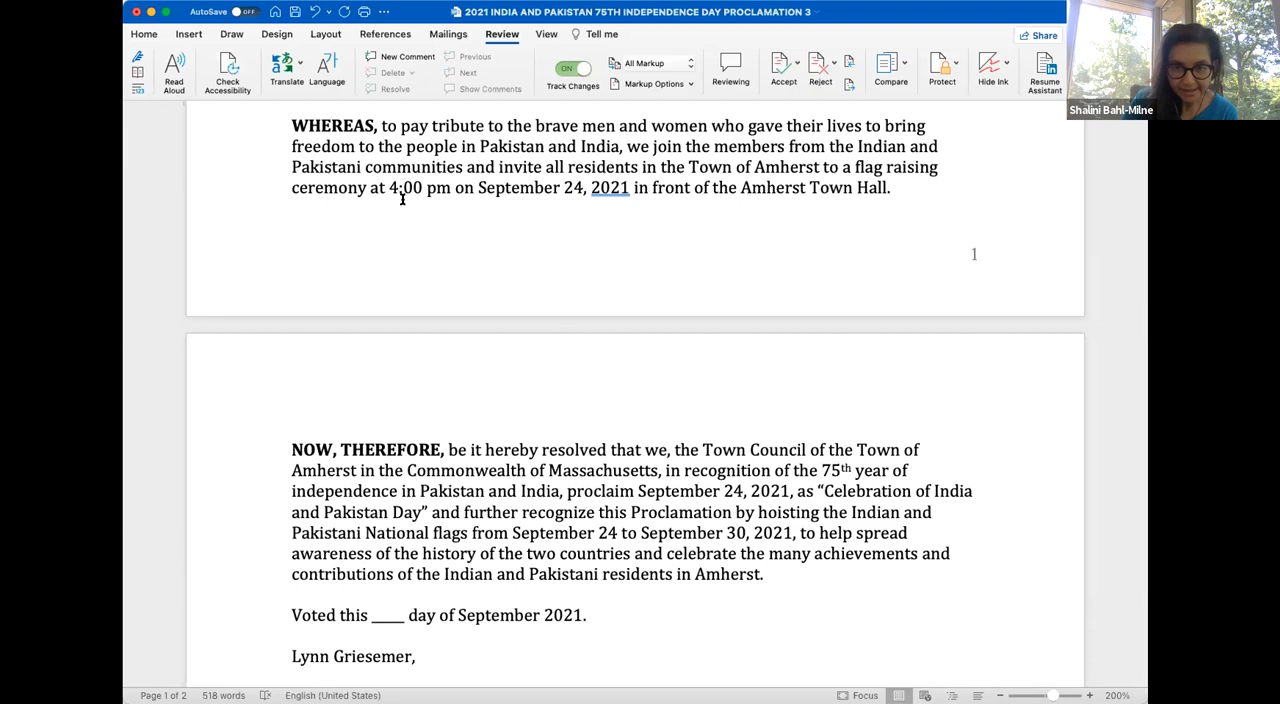 AutoSave OFF
2021 INDIA AND PAKISTAN 75TH INDEPENDENCE DAY PROCLAMATION 3
Home Insert Draw Design Layout References Mailings Review View Tell me
Share
Read Aloud
Check Accessibility
Translate
Language
New Comment
Delete
Resolve
Previous
Next
Show Comments
ON
Track Changes
All Markup
Markup Options
Reviewing
Accept
Reject
Compare
Protect
Hide Ink
Resume Assistant
Shalini Bahl-Milne
WHEREAS, to pay tribute to the brave men and women who gave their lives to bring
freedom to the people in Pakistan and India, we join the members from the Indian and
Pakistani communities and invite all residents in the Town of Amherst to a flag raising
ceremony at 4:00 pm on September 24, 2021 in front of the Amherst Town Hall.
1
NOW, THEREFORE, be it hereby resolved that we, the Town Council of the Town of
Amherst in the Commonwealth of Massachusetts, in recognition of the 75th year of
independence in Pakistan and India, proclaim September 24, 2021, as “Celebration of India
and Pakistan Day” and further recognize this Proclamation by hoisting the Indian and
Pakistani National flags from September 24 to September 30, 2021, to help spread
awareness of the history of the two countries and celebrate the many achievements and
contributions of the Indian and Pakistani residents in Amherst.
Voted this ____ day of September 2021.
Lynn Griesemer,
Page 1 of 2 518 words English (United States) Focus 200%